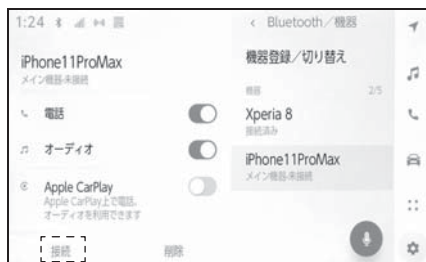 1:24
iPhone11ProMax
メイン機器-未接続
電話
オーディオ
Apple CarPlay
Apple CarPlay上で電話、
オーディオを利用できます
接続
削除
Bluetooth/機器
機器登録/切り替え
機器
2/5
Xperia 8
接続済み
iPhone11ProMax
メイン機器-未接続